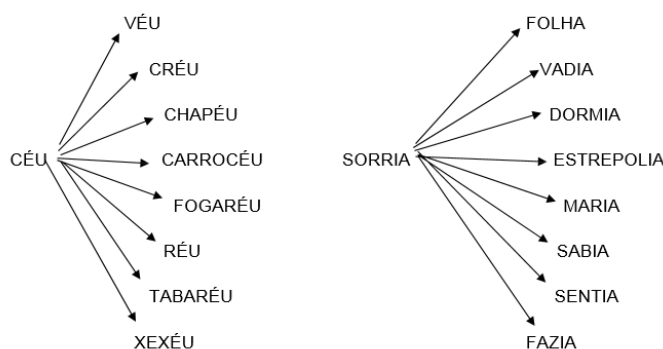 VÉU
CRÉU
CHAPÉU
CÉU
CARROCÉU
FOGARÉU
RÉU
TABARÉU
XEXÉU
FOLHA
VADIA
DORMIA
SORRIA
ESTREPOLIA
MARIA
SABIA
SENTIA
FAZIA